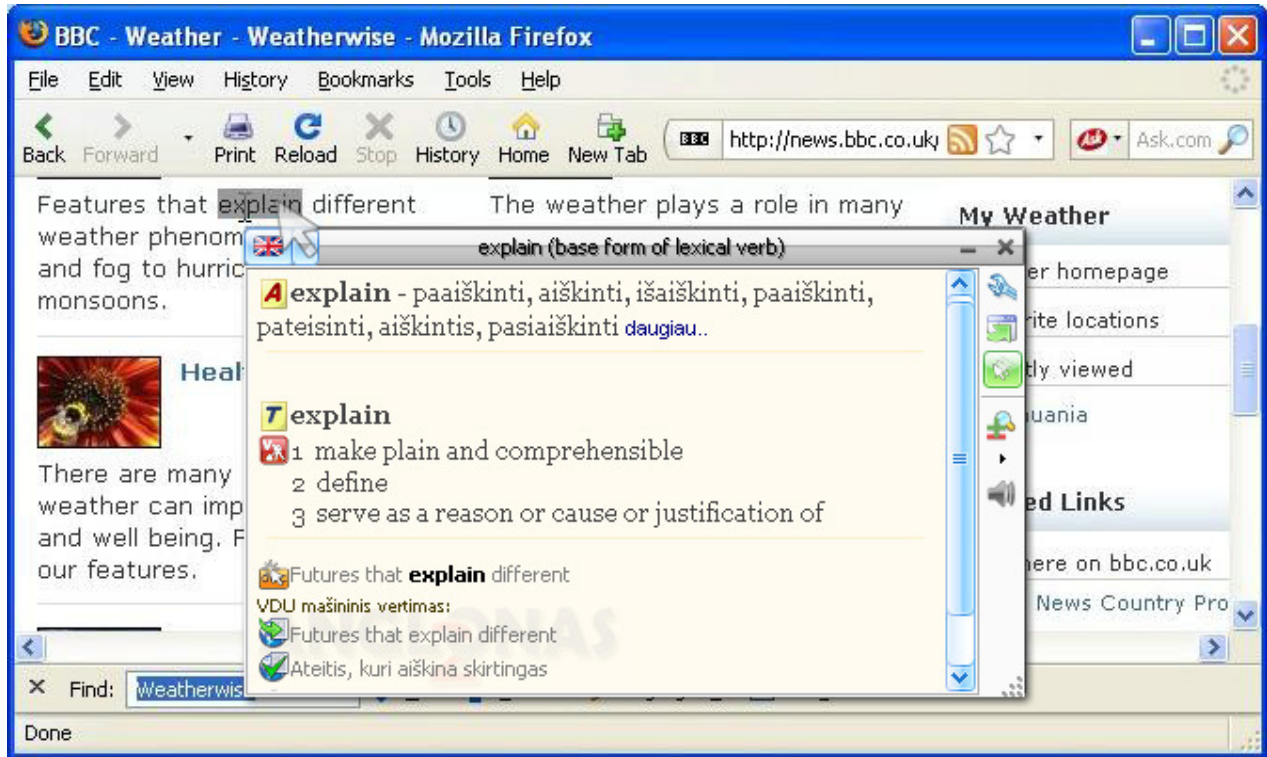 BBC - Weather - Weatherwise - Mozilla Firefox
File Edit View History Bookmarks Tools Help
Back Forward Print Reload Stop History Home New Tab
BBC http://news.bbc.co.uk/ Ask.com
Features that explain different
weather phenom
and fog to hurric
monsoons.
Heal
There are many
weather can imp
and well being. F
our features.
The weather plays a role in many
My Weather
er homepage
rite locations
tly viewed
uania
ed Links
here on bbc.co.uk
News Country Pro
explain (base form of lexical verb)
A explain - paaiškinti, aiškinti, išaiškinti, paaiškinti,
pateisinti, aiškintis, pasiaiškinti daugiau..
T explain
1 make plain and comprehensible
2 define
3 serve as a reason or cause or justification of
Futures that explain different
VDU mašininis vertimas:
Futures that explain different
Ateitis, kuri aiškina skirtingas
Find: Weatherwis
Done